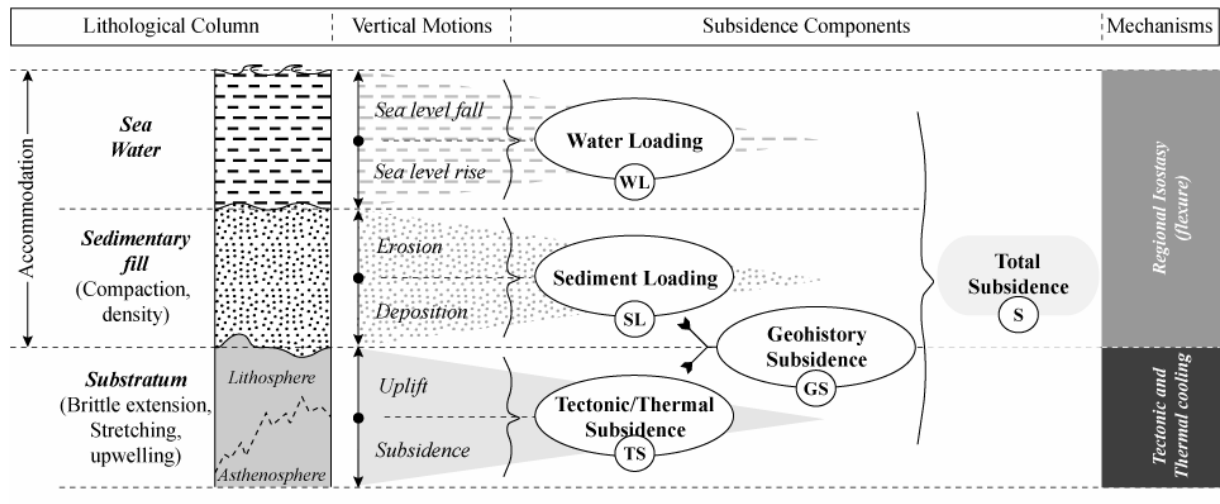 Lithological Column
Vertical Motions
Subsidence Components
Mechanisms
Accommodation
Sea
Water
Sea level fall
Sea level rise
Water Loading
WL
Sedimentary
fill
(Compaction,
density)
Erosion
Deposition
Sediment Loading
SL
Geohistory
Subsidence
GS
Total
Subsidence
S
Regional Isostasy
(flexure)
Substratum
(Brittle extension,
Stretching,
upwelling)
Lithosphere
Asthenosphere
Uplift
Subsidence
Tectonic/Thermal
Subsidence
TS
Tectonic and
Thermal cooling